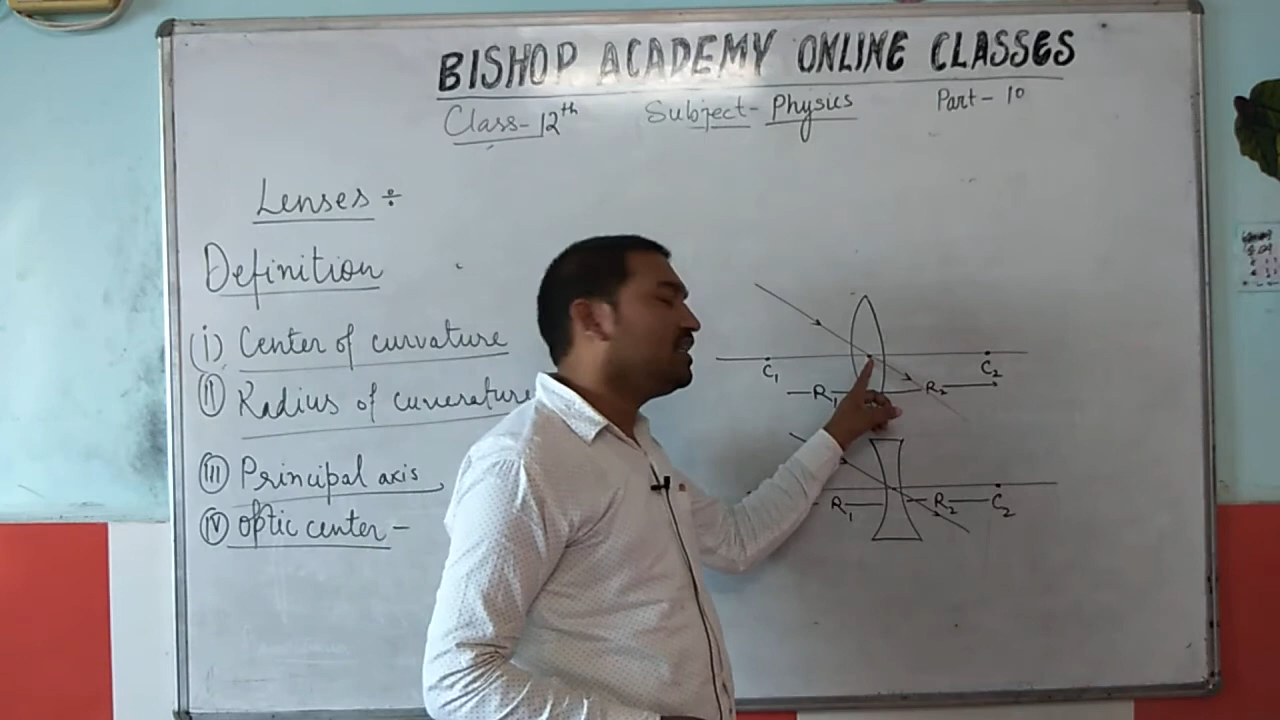 BISHOP ACADEMY ONLINE CLASSES
Class-12th Subject- Physics Part-10
Lenses ÷
Definition
(i) Center of curvature
(ii) Radius of curverature
(iii) Principal axis
(iv) optic center -
C1 C2
R1 R2
R1 R2 C2